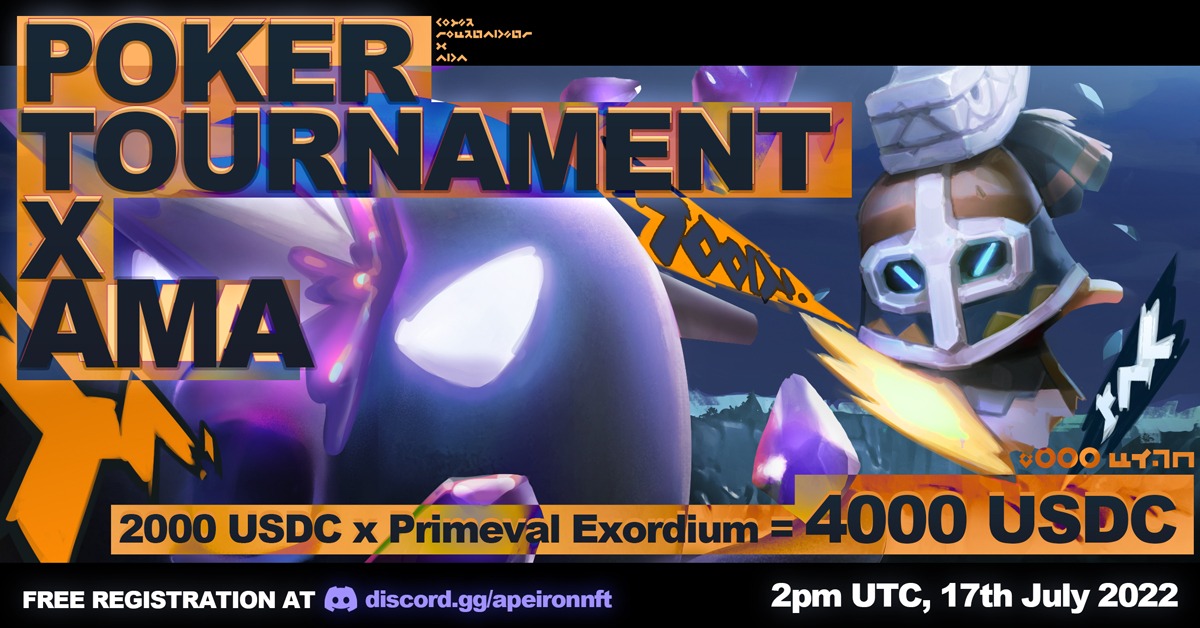 POKER
TOURNAMENT
X
AMA
2000 USDC x Primeval Exordium = 4000 USDC
FREE REGISTRATION AT discord.gg/apeironnft
2pm UTC, 17th July 2022